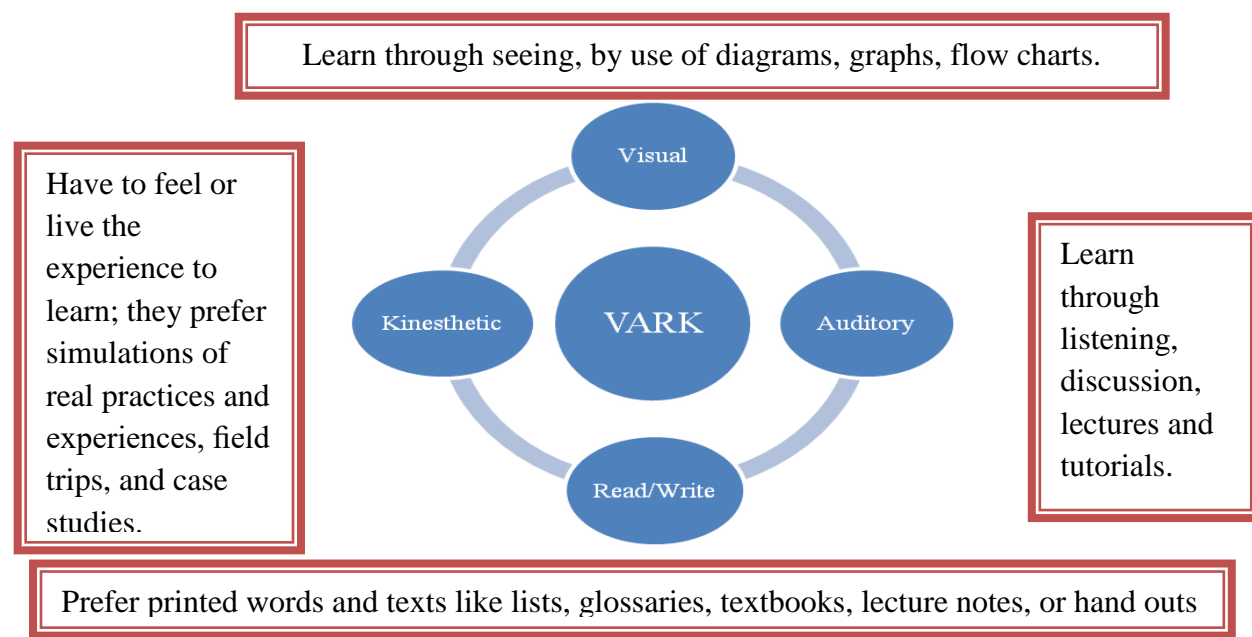 Learn through seeing, by use of diagrams, graphs, flow charts.
Visual
Have to feel or
live the
experience to
learn; they prefer
simulations of
real practices and
experiences, field
trips, and case
studies.
Kinesthetic
VARK
Auditory
Learn
through
listening,
discussion,
lectures and
tutorials.
Read/Write
Prefer printed words and texts like lists, glossaries, textbooks, lecture notes, or hand outs